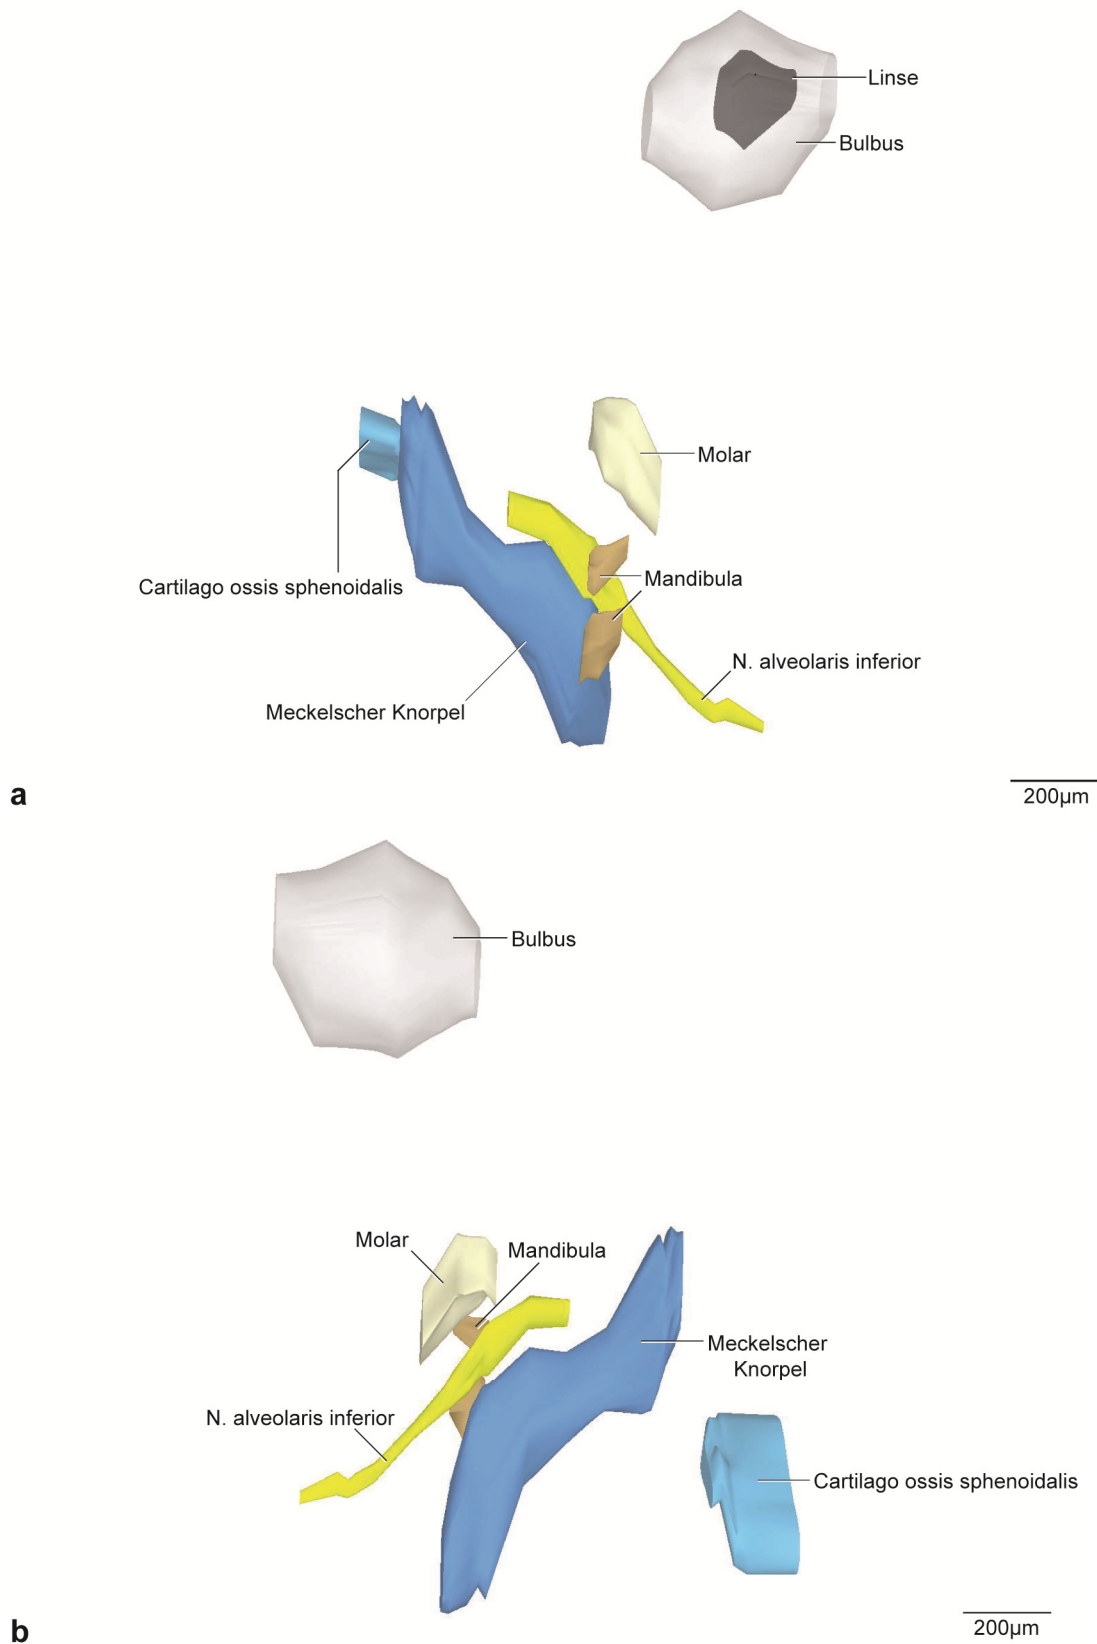 Linse
Bulbus
Molar
Mandibula
Cartilago ossis sphenoidalis
N. alveolaris inferior
Meckelscher Knorpel
a
200µm
Bulbus
Molar
Mandibula
Meckelscher
Knorpel
N. alveolaris inferior
Cartilago ossis sphenoidalis
b
200µm